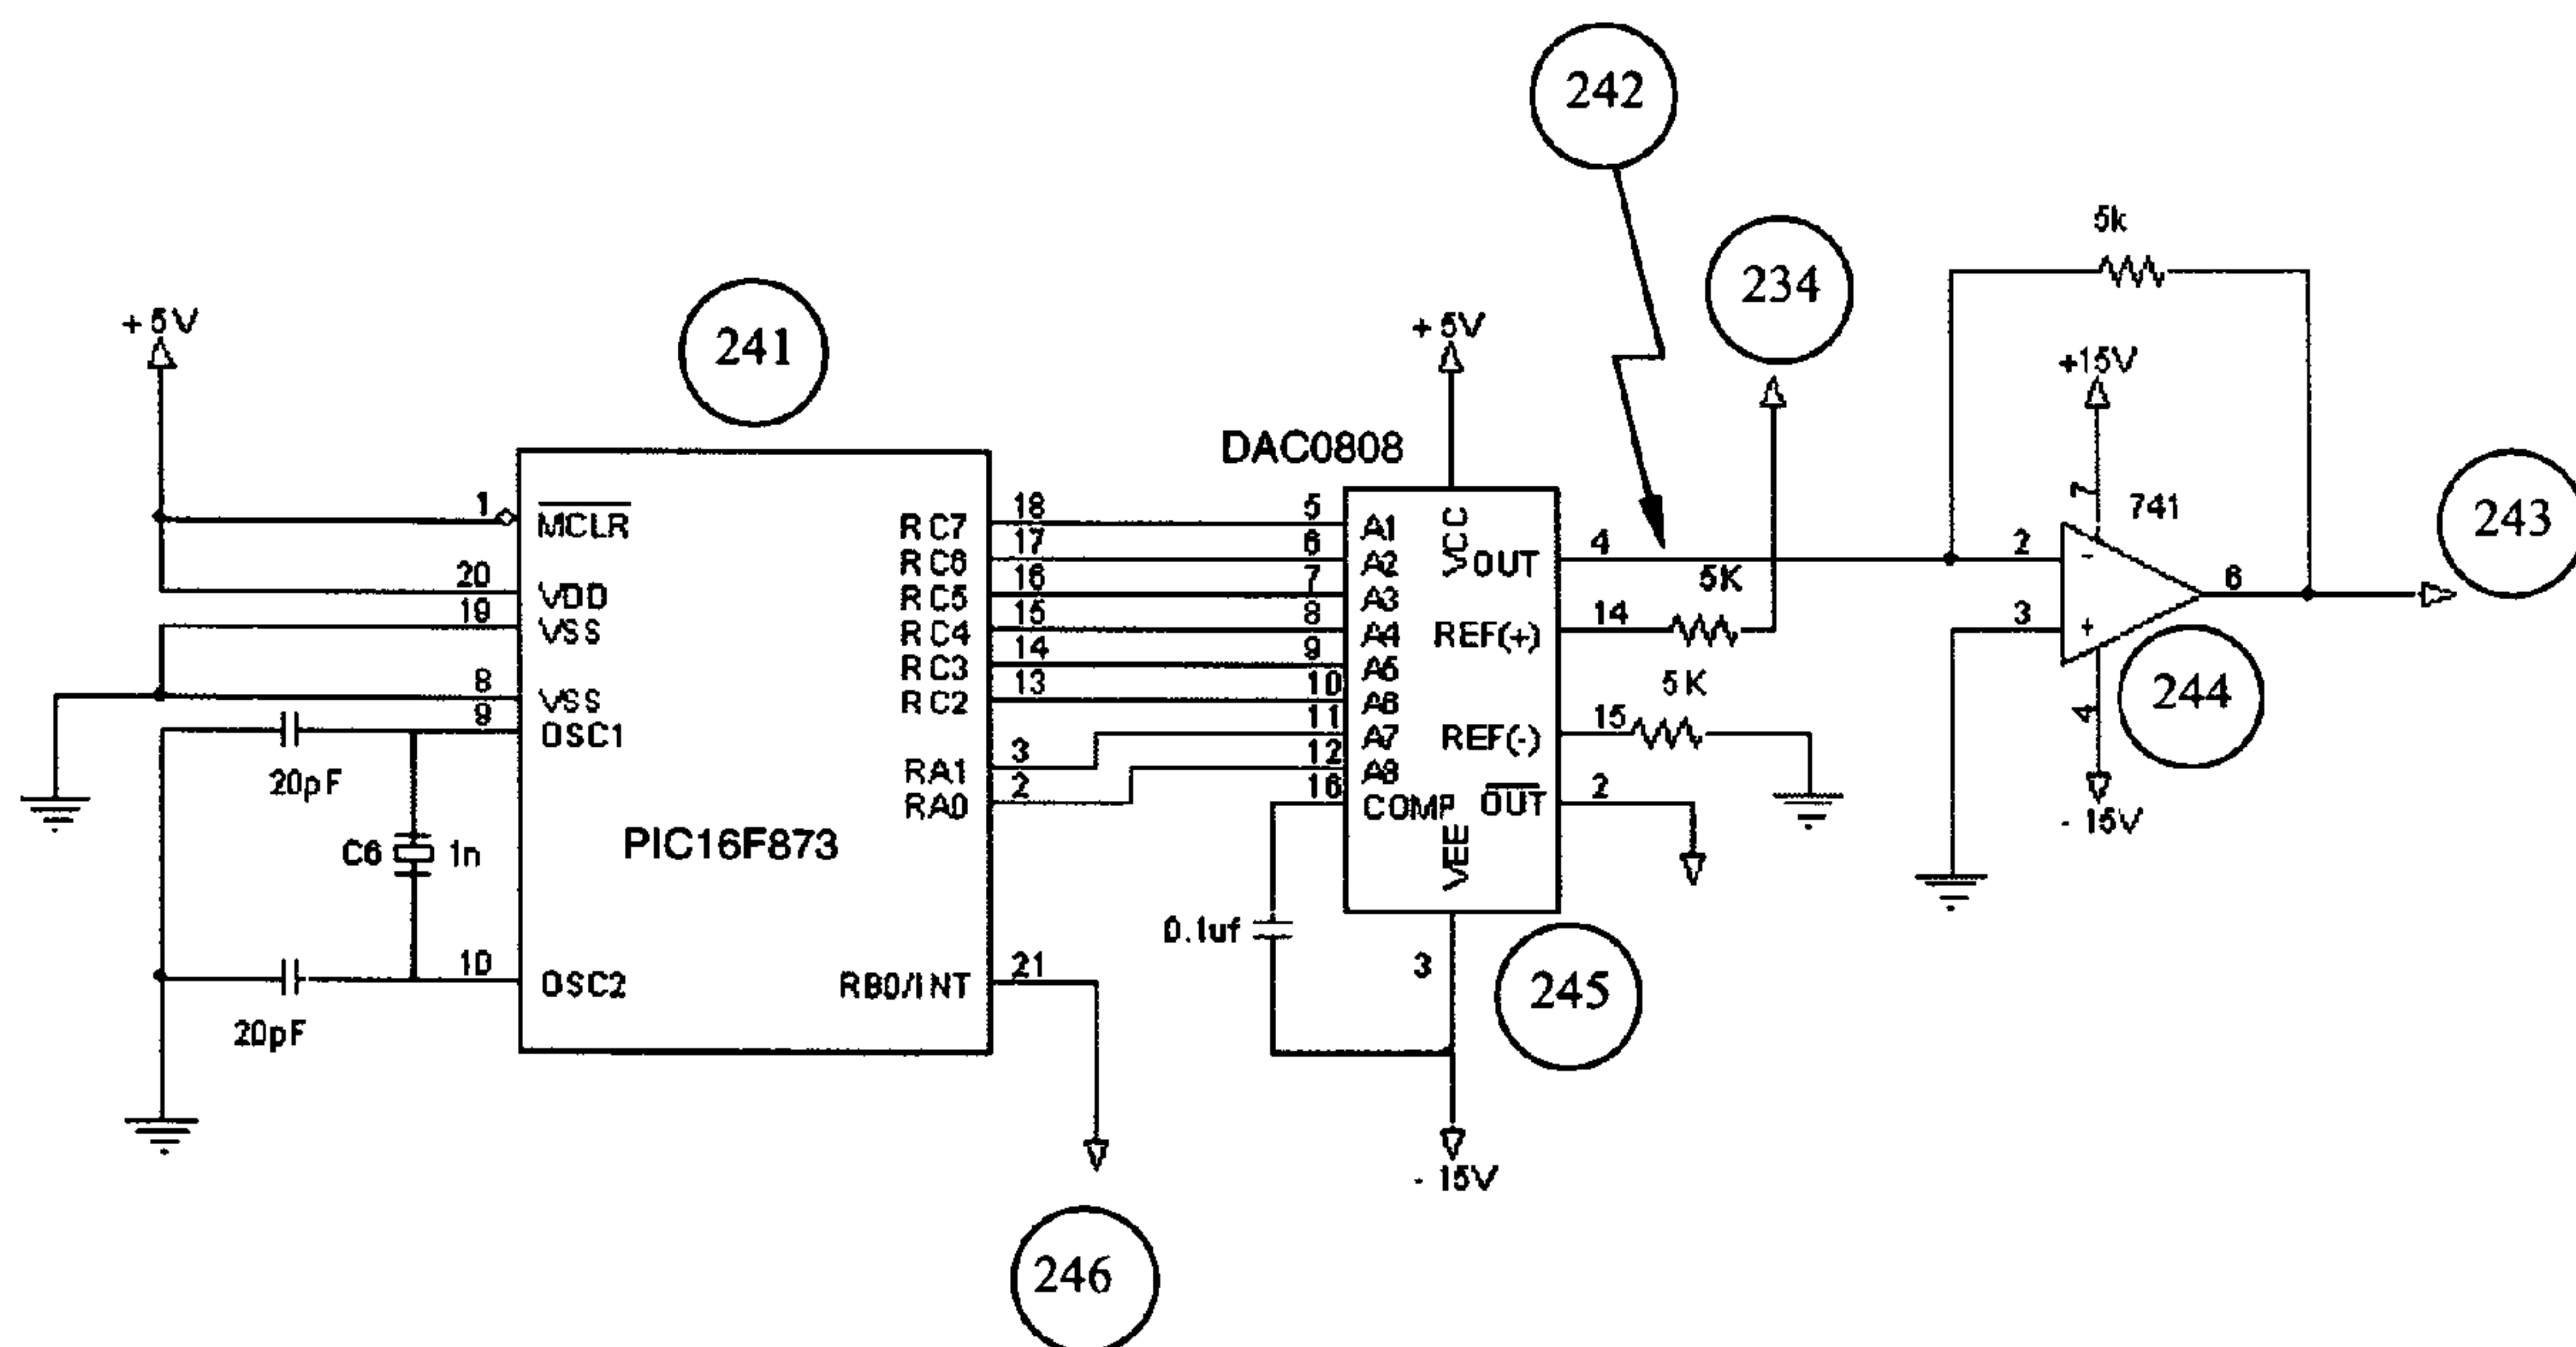 242
234
5k
+5V
241
+5V
+15V
DAC0808
7
741
243
1
MCLR
RC7
18
5
A1
VCC
OUT
4
2
-
6
RC6
17
6
A2
20
VDD
RC5
16
7
A3
5K
19
VSS
RC4
15
8
A4
REF(+)
14
3
+
RC3
14
9
A5
8
VSS
RC2
13
10
A6
5K
244
9
OSC1
11
A7
REF(-)
15
4
20pF
RA1
3
12
A8
RA0
2
16
COMP
OUT
2
- 15V
C6
1n
PIC16F873
VEE
0.1uf
10
OSC2
RB0/INT
21
3
245
20pF
- 15V
246